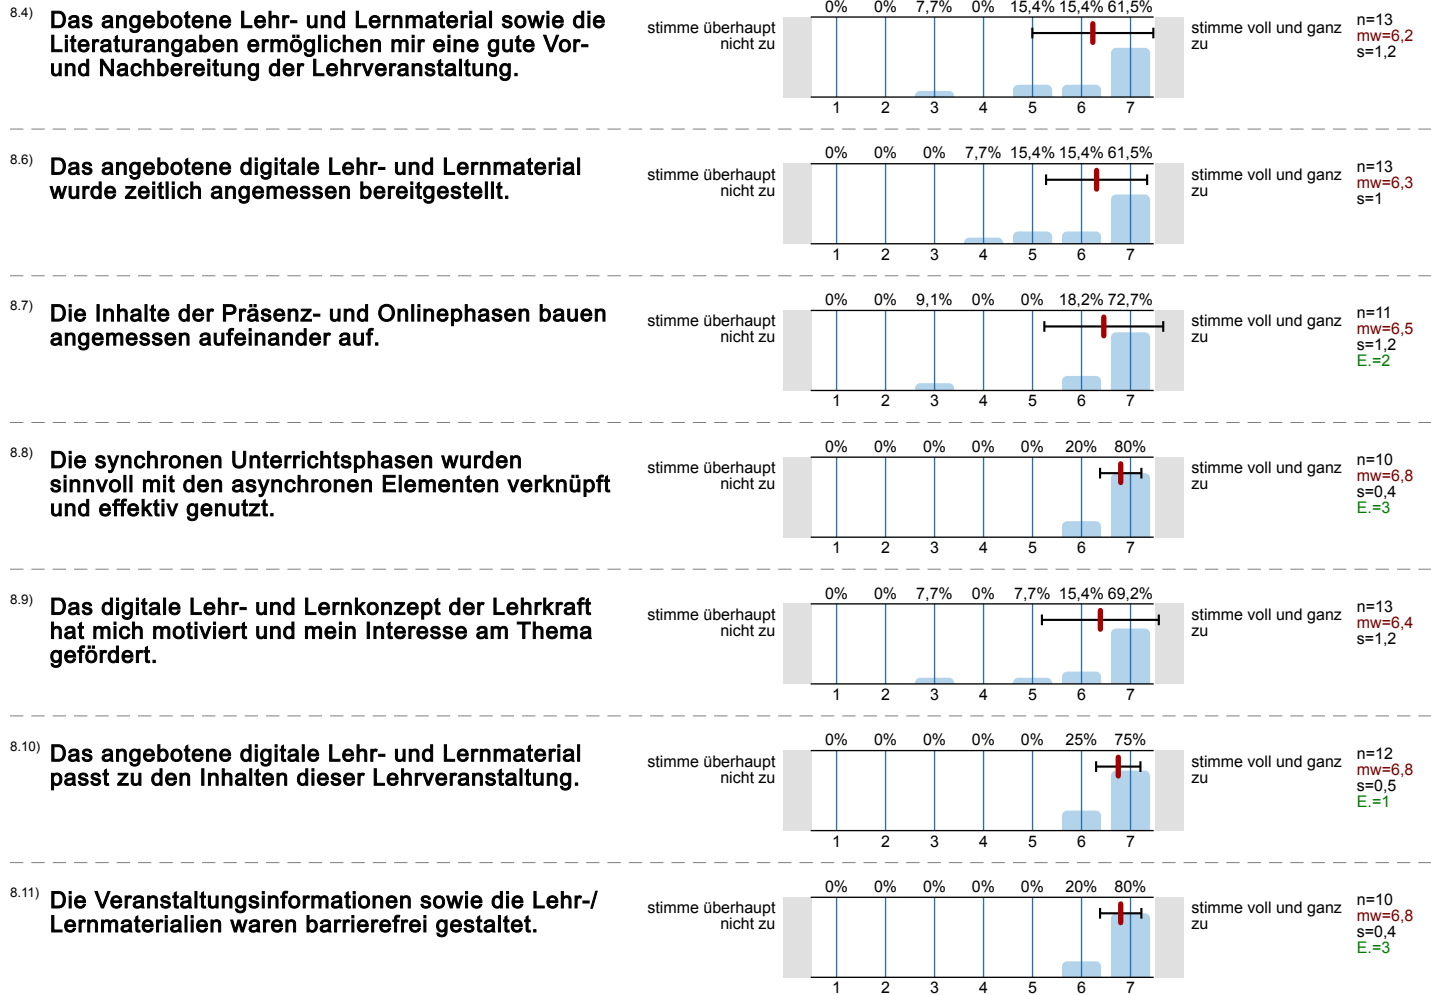 8.4) Das angebotene Lehr- und Lernmaterial sowie die
Literaturangaben ermöglichen mir eine gute Vor-
und Nachbereitung der Lehrveranstaltung.
stimme überhaupt
nicht zu
0% 0% 7,7% 0% 15,4% 15,4% 61,5%
1 2 3 4 5 6 7
stimme voll und ganz
zu
n=13
mw=6,2
s=1,2
8.6) Das angebotene digitale Lehr- und Lernmaterial
wurde zeitlich angemessen bereitgestellt.
stimme überhaupt
nicht zu
0% 0% 0% 7,7% 15,4% 15,4% 61,5%
1 2 3 4 5 6 7
stimme voll und ganz
zu
n=13
mw=6,3
s=1
8.7) Die Inhalte der Präsenz- und Onlinephasen bauen
angemessen aufeinander auf.
stimme überhaupt
nicht zu
0% 0% 9,1% 0% 0% 18,2% 72,7%
1 2 3 4 5 6 7
stimme voll und ganz
zu
n=11
mw=6,5
s=1,2
E.=2
8.8) Die synchronen Unterrichtsphasen wurden
sinnvoll mit den asynchronen Elementen verknüpft
und effektiv genutzt.
stimme überhaupt
nicht zu
0% 0% 0% 0% 0% 20% 80%
1 2 3 4 5 6 7
stimme voll und ganz
zu
n=10
mw=6,8
s=0,4
E.=3
8.9) Das digitale Lehr- und Lernkonzept der Lehrkraft
hat mich motiviert und mein Interesse am Thema
gefördert.
stimme überhaupt
nicht zu
0% 0% 7,7% 0% 7,7% 15,4% 69,2%
1 2 3 4 5 6 7
stimme voll und ganz
zu
n=13
mw=6,4
s=1,2
8.10) Das angebotene digitale Lehr- und Lernmaterial
passt zu den Inhalten dieser Lehrveranstaltung.
stimme überhaupt
nicht zu
0% 0% 0% 0% 0% 25% 75%
1 2 3 4 5 6 7
stimme voll und ganz
zu
n=12
mw=6,8
s=0,5
E.=1
8.11) Die Veranstaltungsinformationen sowie die Lehr-/
Lernmaterialien waren barrierefrei gestaltet.
stimme überhaupt
nicht zu
0% 0% 0% 0% 0% 20% 80%
1 2 3 4 5 6 7
stimme voll und ganz
zu
n=10
mw=6,8
s=0,4
E.=3